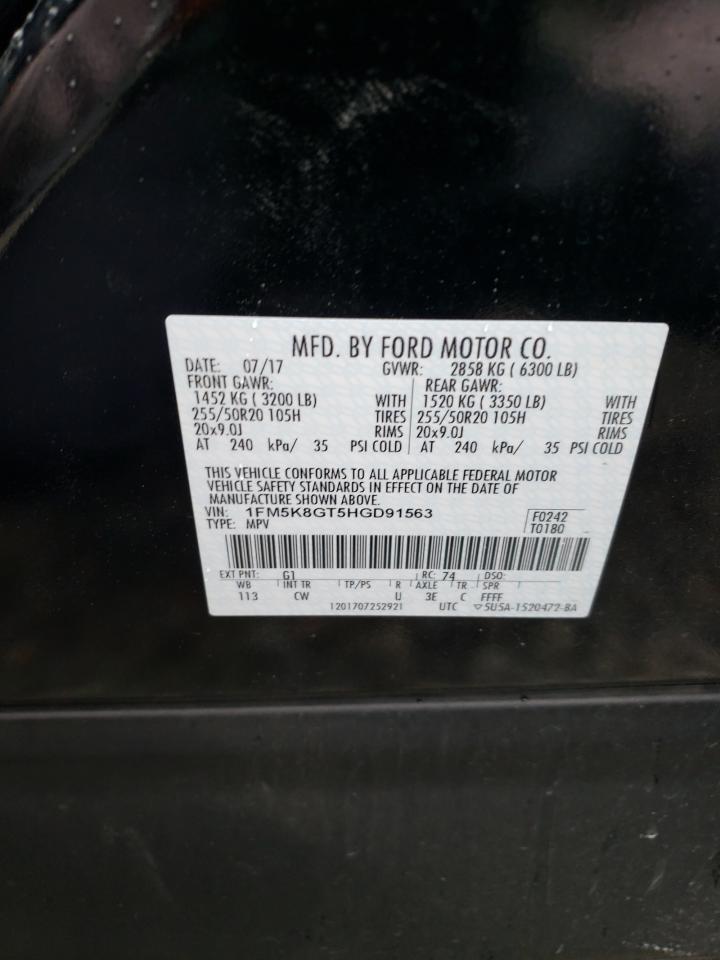 MFD. BY FORD MOTOR CO.
DATE: 07/17 GVWR: 2858 KG ( 6300 LB)
FRONT GAWR: REAR GAWR:
1452 KG ( 3200 LB) WITH 1520 KG ( 3350 LB) WITH
255/50R20 105H TIRES 255/50R20 105H TIRES
20x9.0J RIMS 20x9.0J RIMS
AT 240 kPa/ 35 PSI COLD AT 240 kPa/ 35 PSI COLD
THIS VEHICLE CONFORMS TO ALL APPLICABLE FEDERAL MOTOR
VEHICLE SAFETY STANDARDS IN EFFECT ON THE DATE OF
MANUFACTURE SHOWN ABOVE.
VIN: 1FM5K8GT5HGD91563 F0242
TYPE: MPV T0180
EXT PNT: G1 RC: 74 DSO:
WB INT TR TP/PS R AXLE TR SPR
113 CW U 3E C FFFF
1201707252921 UTC ▽5U5A-1520472-BA